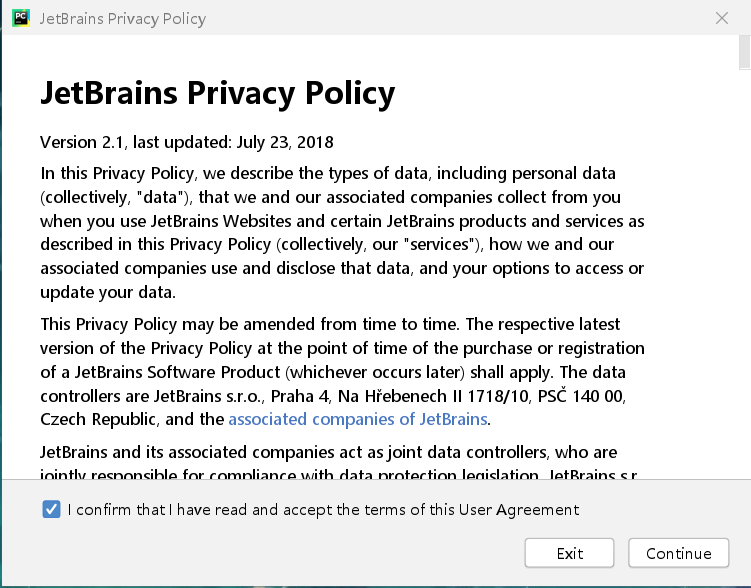 PC
JetBrains Privacy Policy
JetBrains Privacy Policy
Version 2.1, last updated: July 23, 2018
In this Privacy Policy, we describe the types of data, including personal data
(collectively, "data"), that we and our associated companies collect from you
when you use JetBrains Websites and certain JetBrains products and services as
described in this Privacy Policy (collectively, our "services"), how we and our
associated companies use and disclose that data, and your options to access or
update your data.
This Privacy Policy may be amended from time to time. The respective latest
version of the Privacy Policy at the point of time of the purchase or registration
of a JetBrains Software Product (whichever occurs later) shall apply. The data
controllers are JetBrains s.r.o., Praha 4, Na Hřebenech II 1718/10, PSČ 140 00,
Czech Republic, and the associated companies of JetBrains.
JetBrains and its associated companies act as joint data controllers, who are
jointly responsible for compliance with data protection legislation. JetBrains s.r.
I confirm that I have read and accept the terms of this User Agreement
Exit
Continue